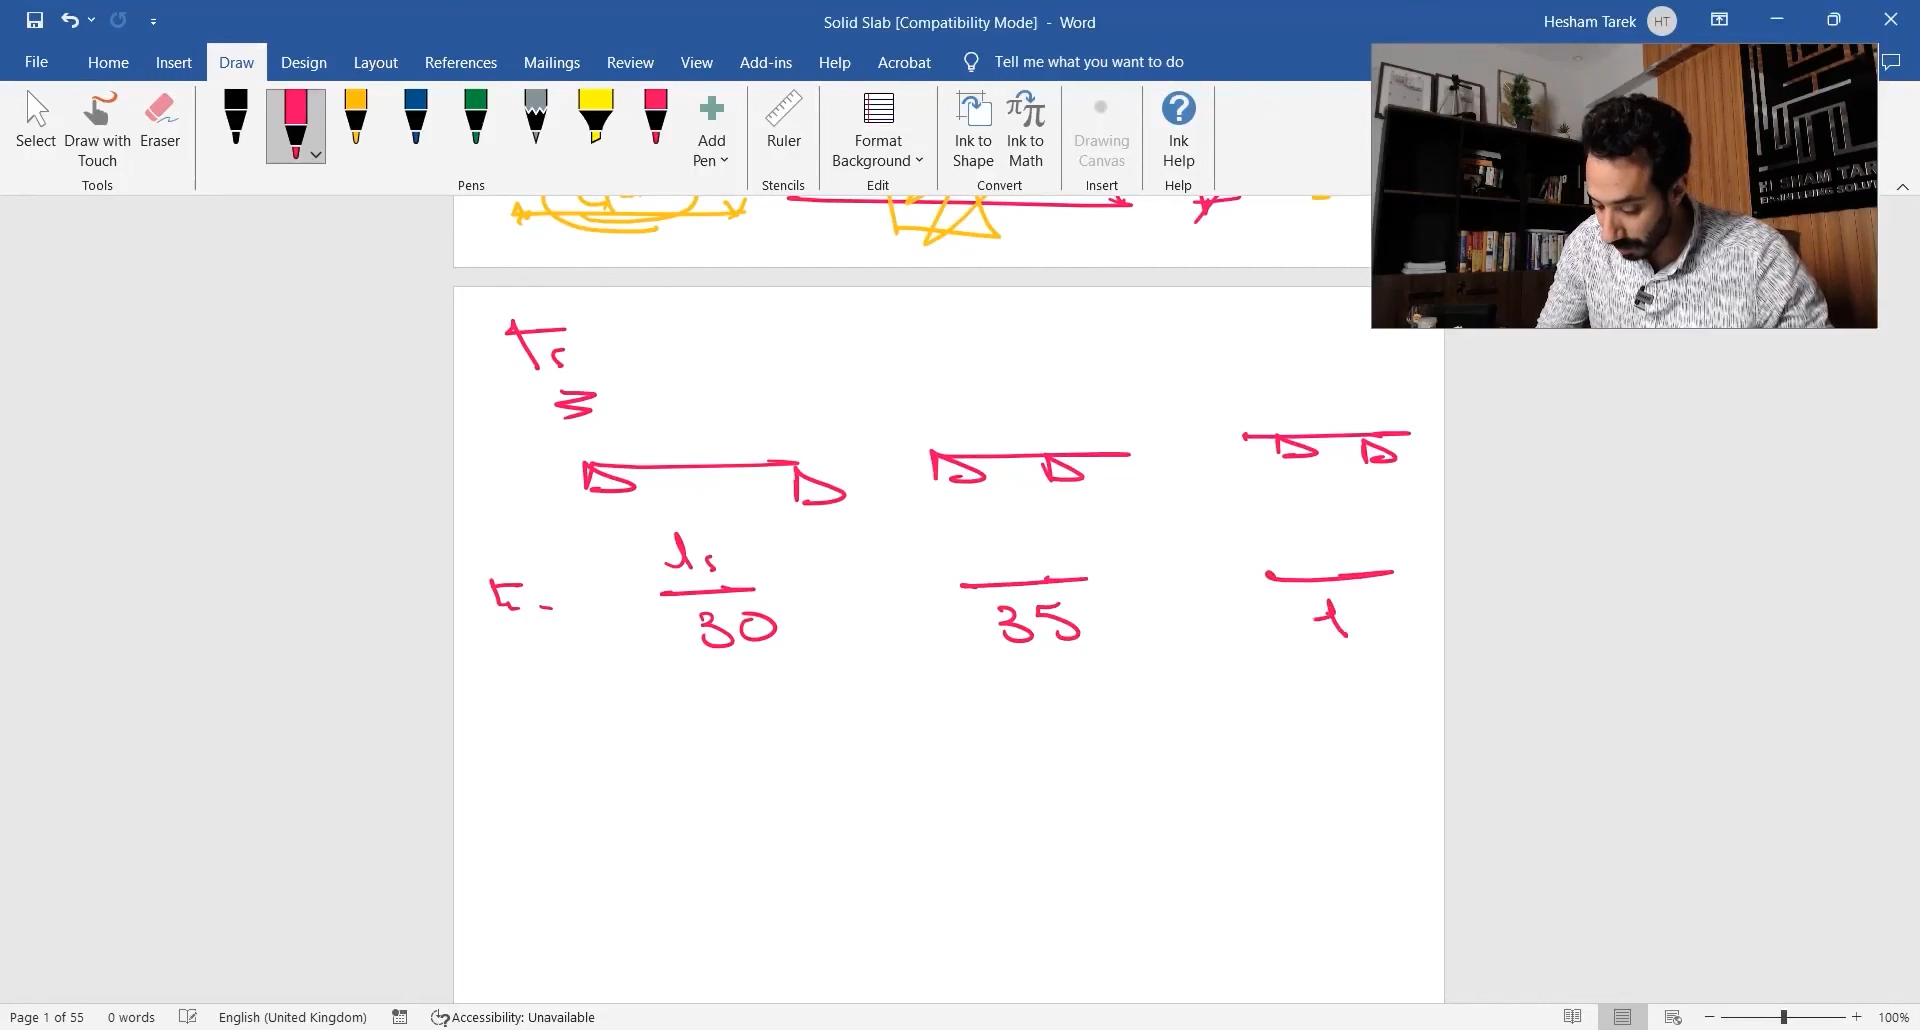 Solid Slab [Compatibility Mode] - Word
Hesham Tarek
HT
File Home Insert Draw Design Layout References Mailings Review View Add-ins Help Acrobat Tell me what you want to do
Select
Draw with Touch
Eraser
Add Pen
Ruler
Format Background
Ink to Shape
Ink to Math
Drawing Canvas
Ink Help
Tools
Pens
Stencils
Edit
Convert
Insert
Help
SHAM TAR
Ts
ls
30
35
Page 1 of 55 0 words English (United Kingdom) Accessibility: Unavailable 100%